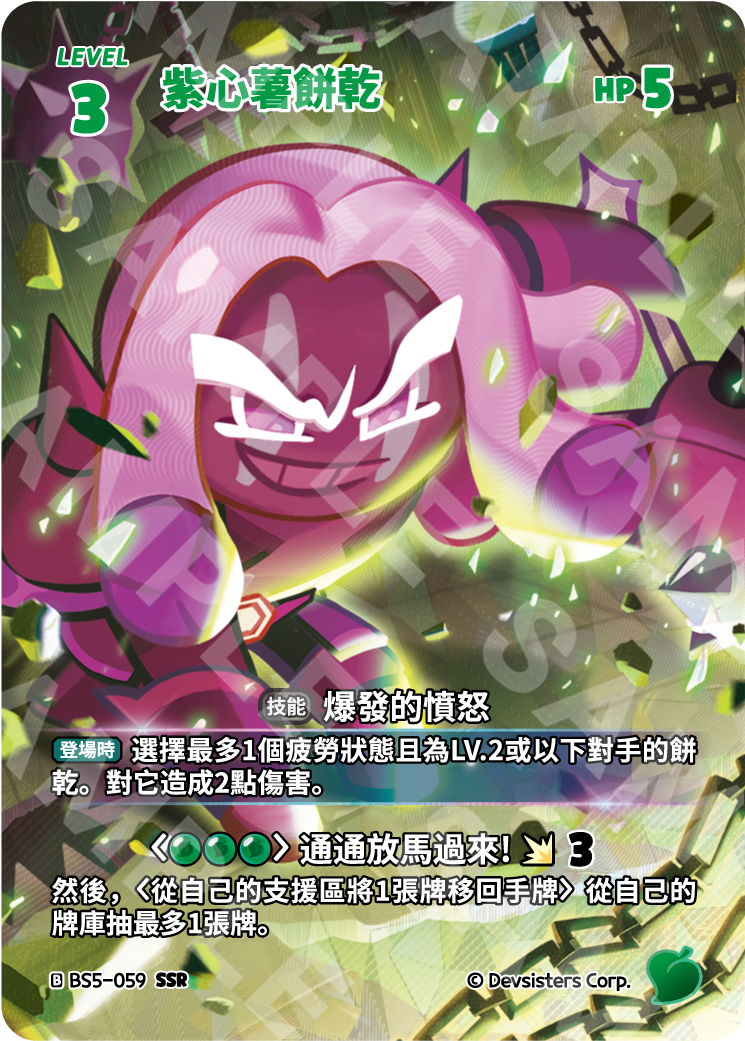 LEVEL
3
紫心薯餅乾
HP 5
技能 爆發的憤怒
登場時 選擇最多1個疲勞狀態且為LV.2或以下對手的餅
乾。對它造成2點傷害。
〈●●●〉通通放馬過來! 3
然後，〈從自己的支援區將1張牌移回手牌〉從自己的
牌庫抽最多1張牌。
B BS5-059 SSR
© Devsisters Corp.
SAMPLE